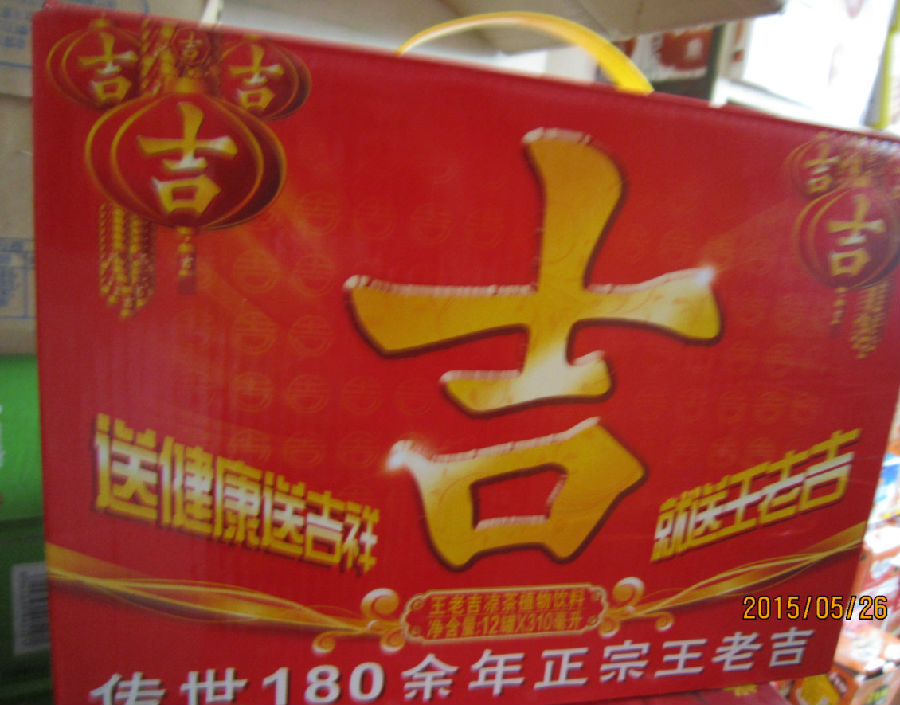 吉
吉
吉
吉
吉
吉
吉
送健康送吉祥
就送王老吉
王老吉凉茶植物饮料
净含量:12罐X310毫升
2015/05/26
传世180余年正宗王老吉